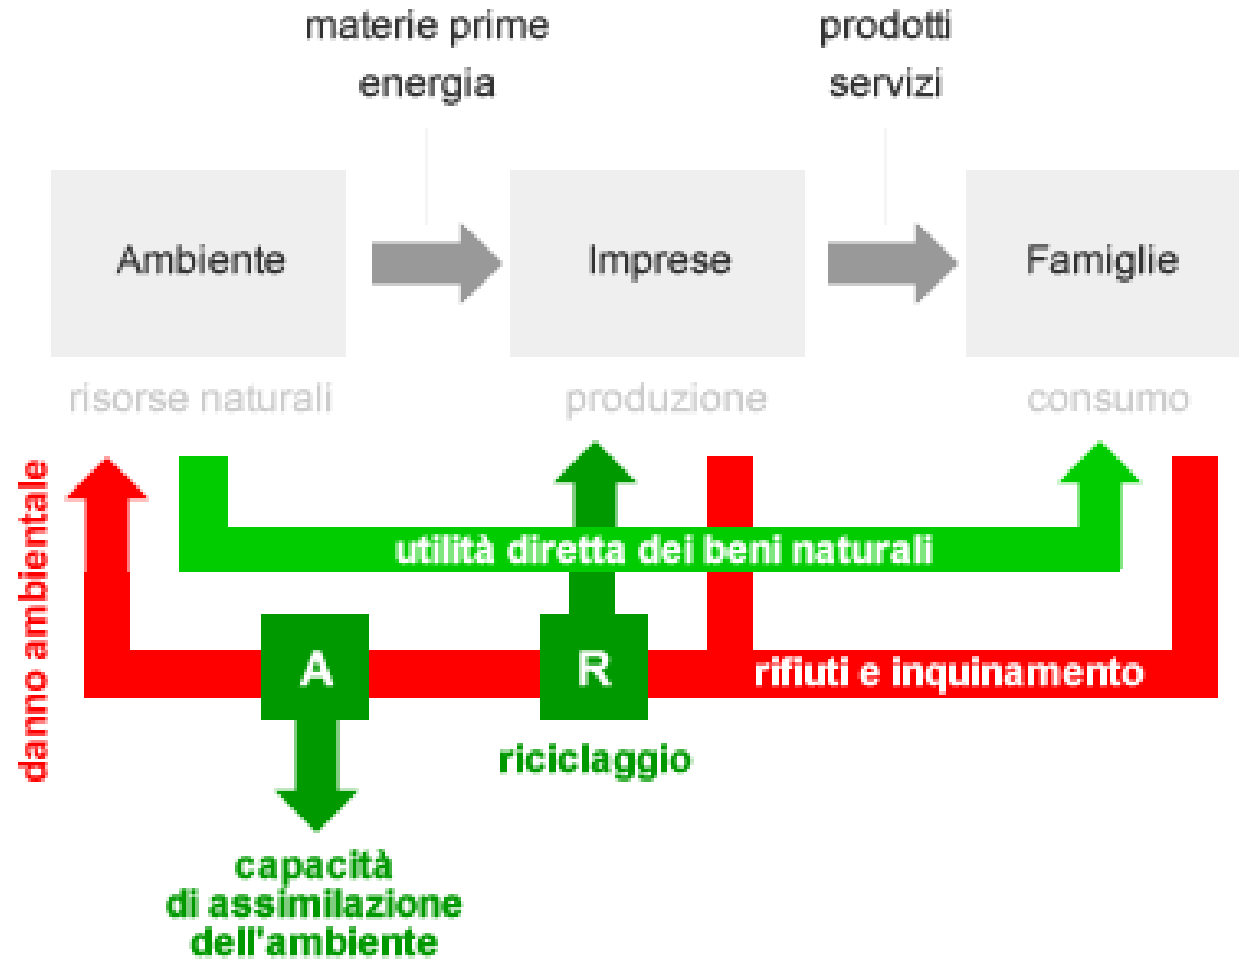 materie prime
energia
prodotti
servizi
Ambiente
Imprese
Famiglie
risorse naturali
produzione
consumo
danno ambientale
utilità diretta dei beni naturali
A
R
rifiuti e inquinamento
riciclaggio
capacità
di assimilazione
dell'ambiente